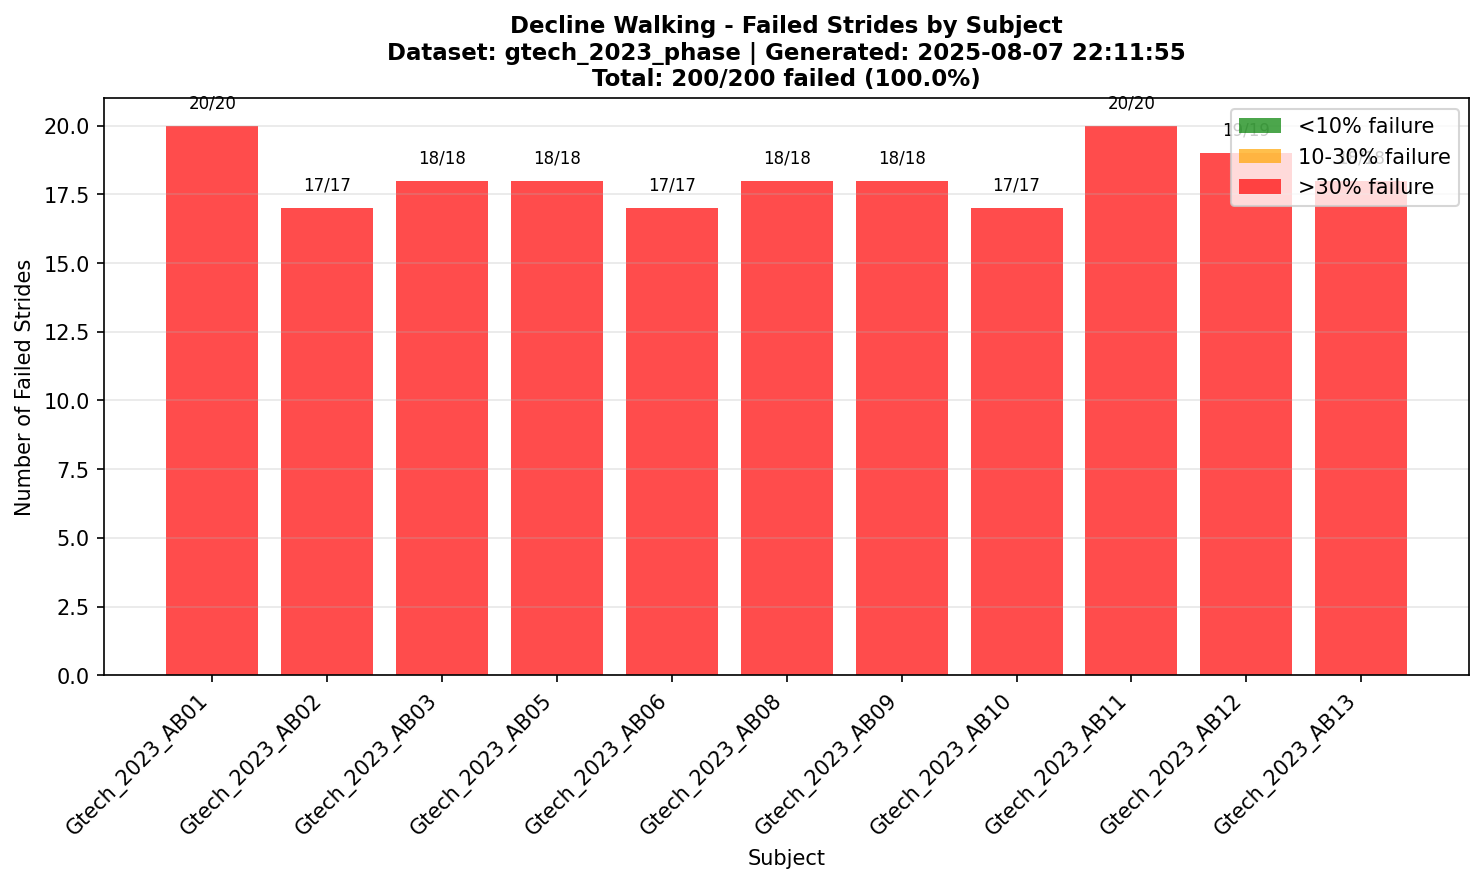 Decline Walking - Failed Strides by Subject
Dataset: gtech_2023_phase | Generated: 2025-08-07 22:11:55
Total: 200/200 failed (100.0%)
20/20
17/17
18/18
18/18
17/17
18/18
18/18
17/17
20/20
19/19
18/18
<10% failure
10-30% failure
>30% failure
Number of Failed Strides
20.0
17.5
15.0
12.5
10.0
7.5
5.0
2.5
0.0
Gtech_2023_AB01
Gtech_2023_AB02
Gtech_2023_AB03
Gtech_2023_AB05
Gtech_2023_AB06
Gtech_2023_AB08
Gtech_2023_AB09
Gtech_2023_AB10
Gtech_2023_AB11
Gtech_2023_AB12
Gtech_2023_AB13
Subject